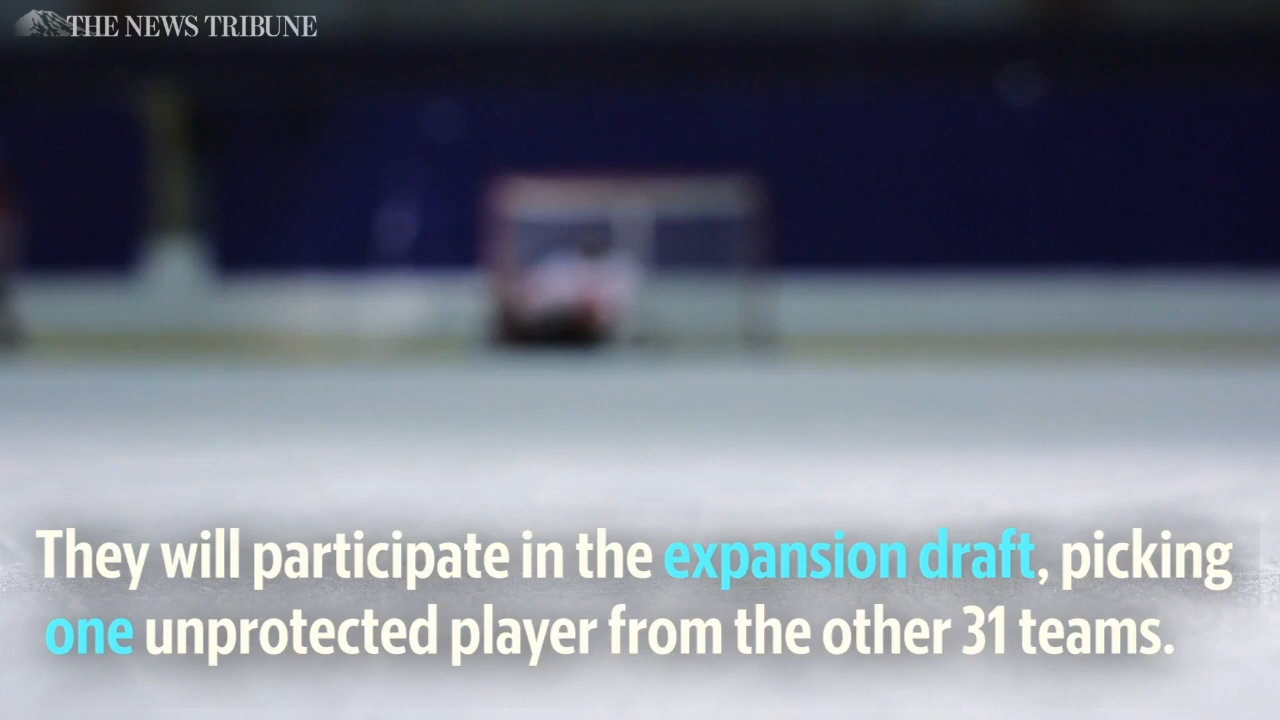 THE NEWS TRIBUNE
They will participate in the expansion draft, picking
one unprotected player from the other 31 teams.